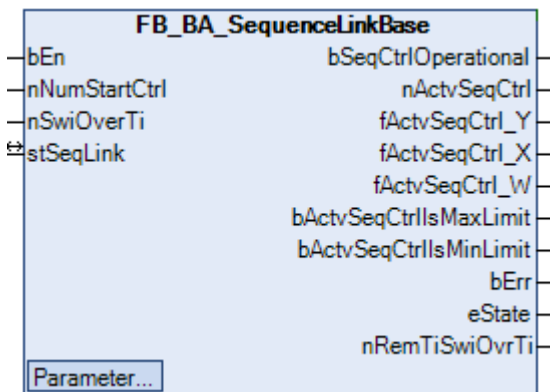 FB_BA_SequenceLinkBase
bEn bSeqCtrlOperational
nNumStartCtrl nActvSeqCtrl
nSwiOverTi fActvSeqCtrl_Y
stSeqLink fActvSeqCtrl_X
fActvSeqCtrl_W
bActvSeqCtrlIsMaxLimit
bActvSeqCtrlIsMinLimit
bErr
eState
nRemTiSwiOvrTi
Parameter...